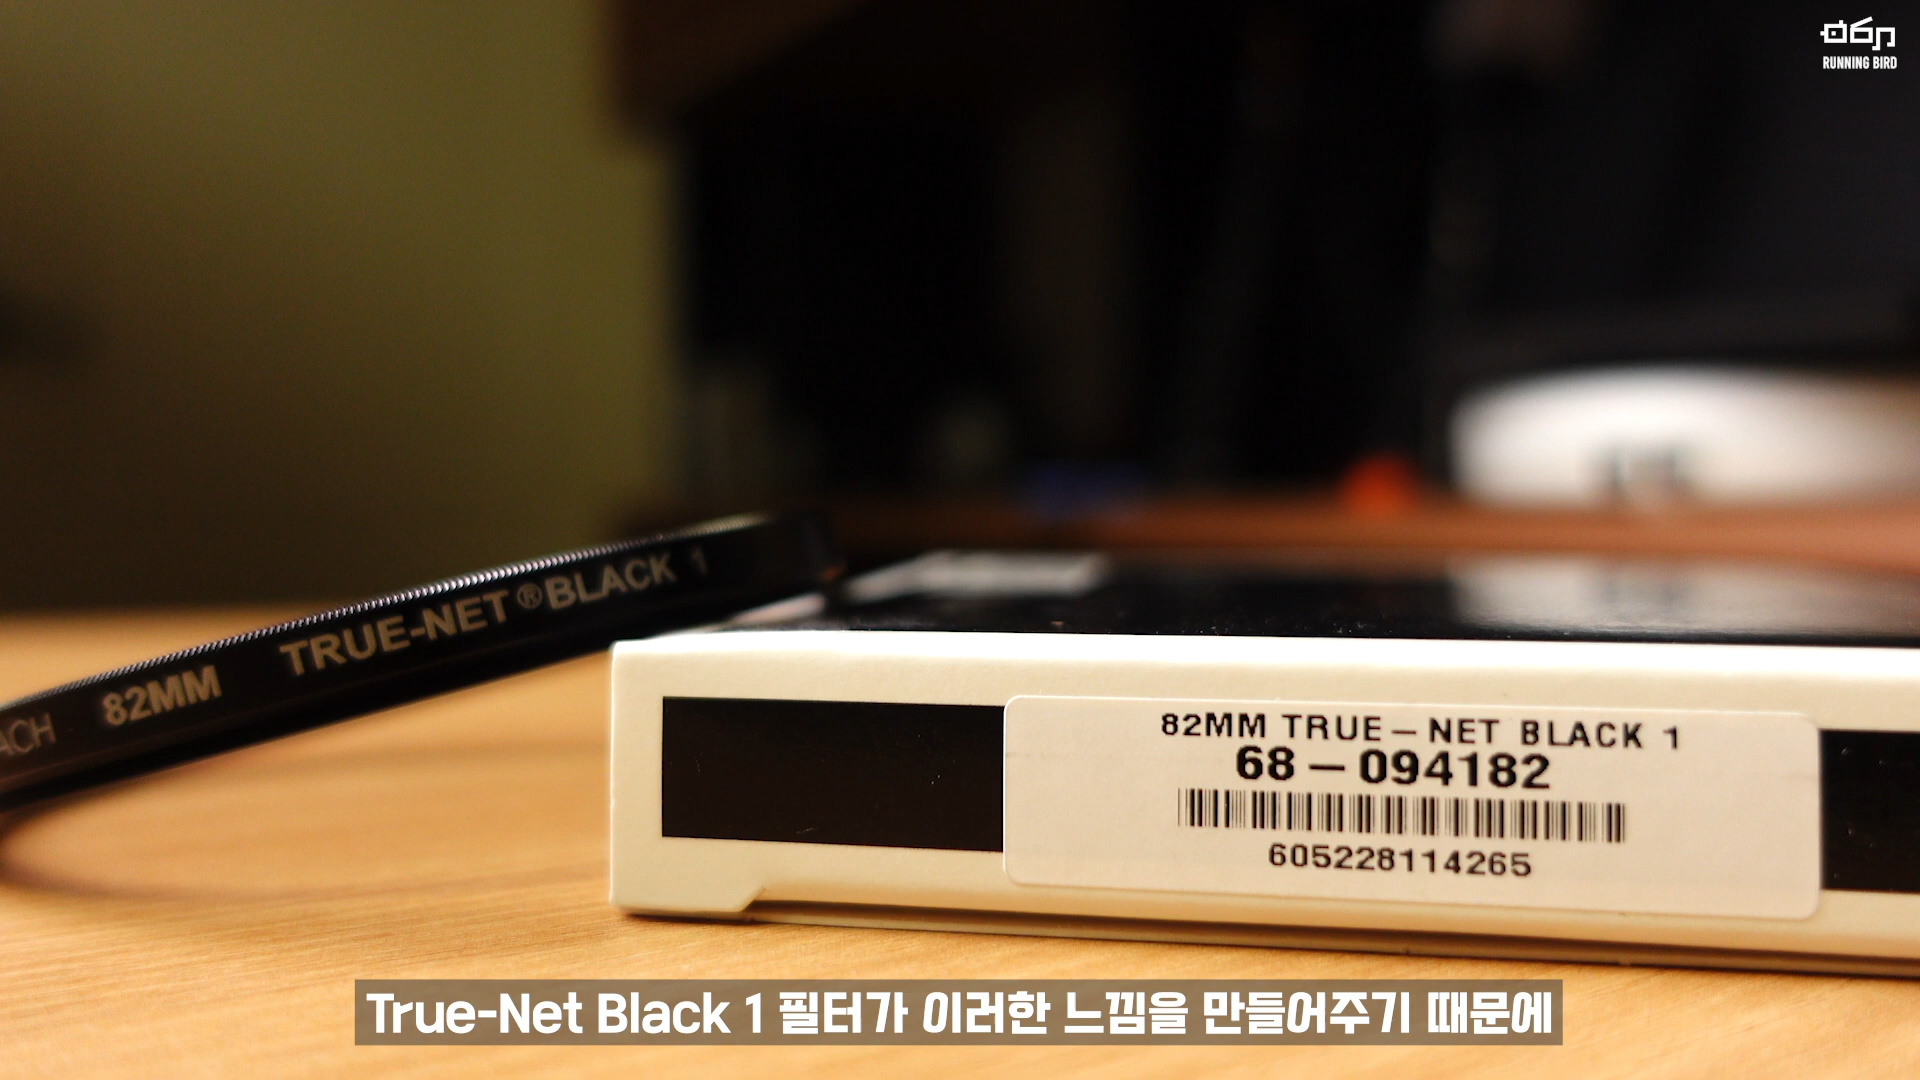 RUNNING BIRD
ACH 82MM TRUE-NET®BLACK 1
82MM TRUE-NET BLACK 1
68-094182
605228114265
True-Net Black 1 필터가 이러한 느낌을 만들어주기 때문에